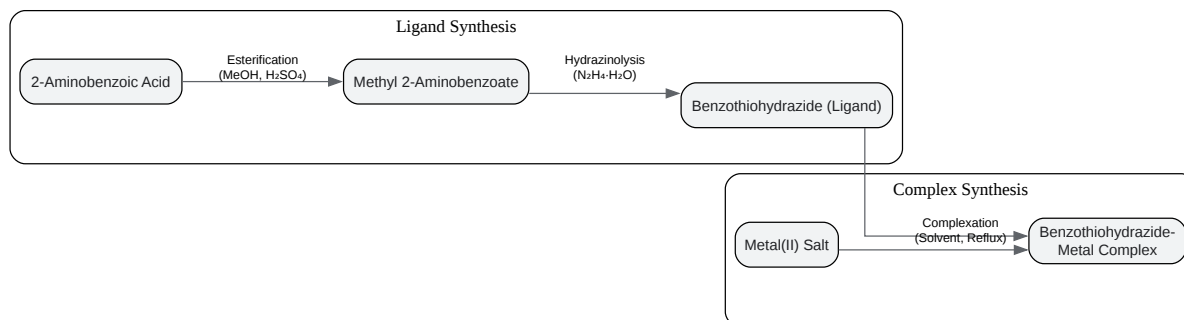 Ligand Synthesis
2-Aminobenzoic Acid
Esterification
(MeOH, H₂SO₄)
Methyl 2-Aminobenzoate
Hydrazinolysis
(N₂H₄·H₂O)
Benzothiohydrazide (Ligand)
Complex Synthesis
Metal(II) Salt
Complexation
(Solvent, Reflux)
Benzothiohydrazide-
Metal Complex